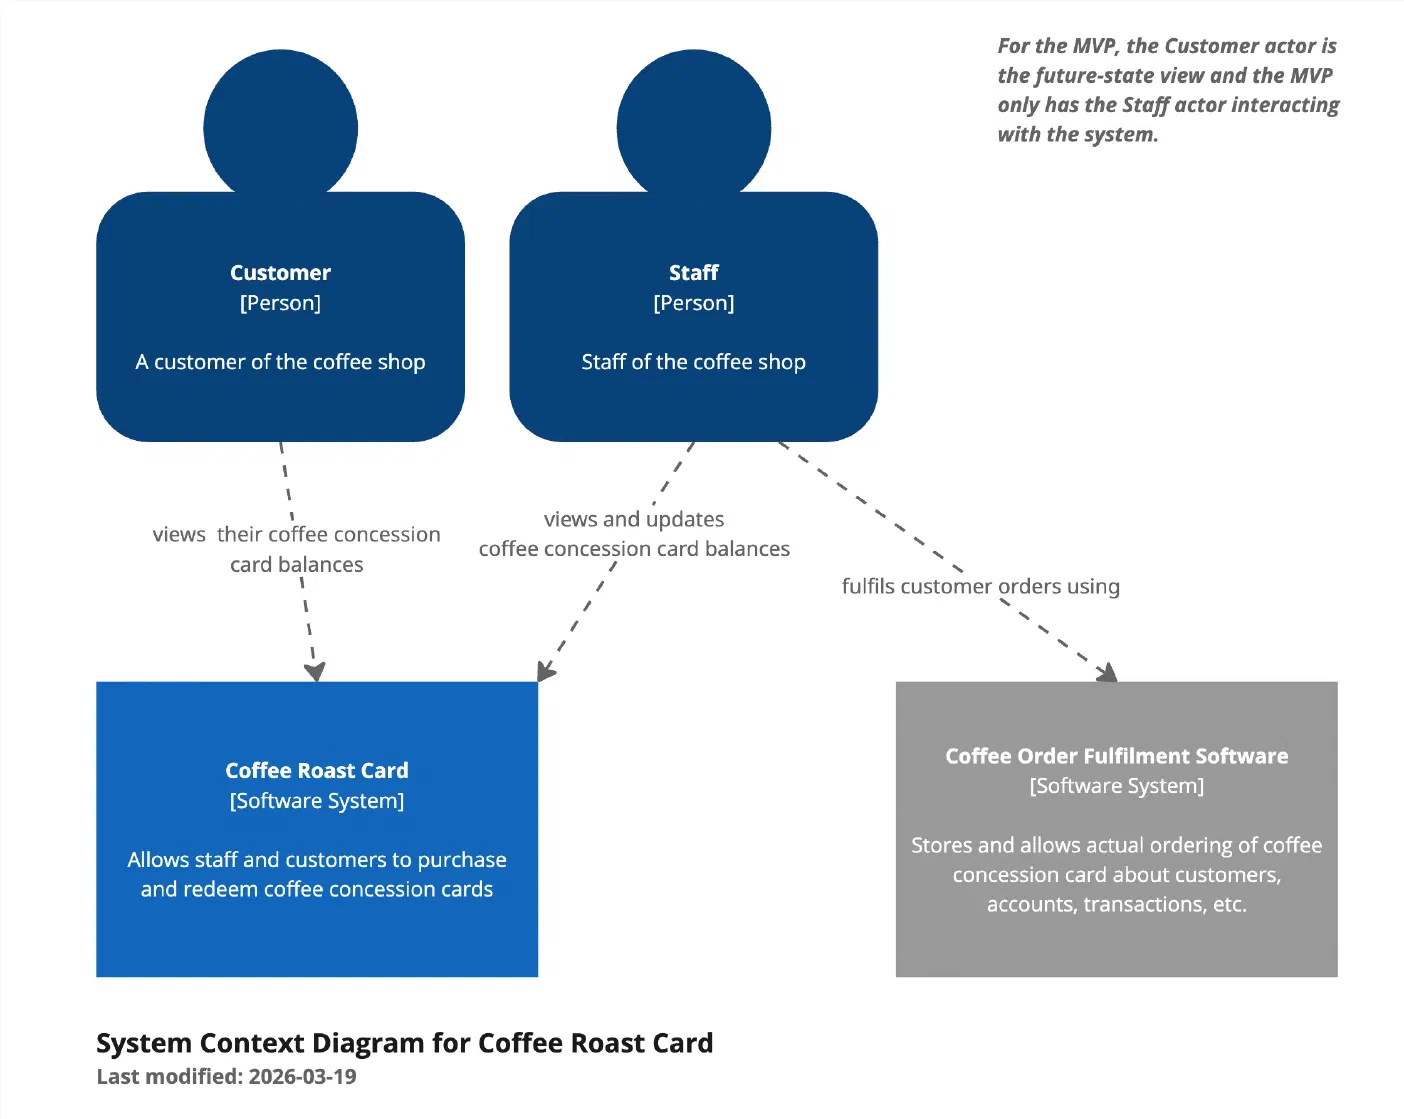 For the MVP, the Customer actor is
the future-state view and the MVP
only has the Staff actor interacting
with the system.
Customer
[Person]
A customer of the coffee shop
Staff
[Person]
Staff of the coffee shop
views  their coffee concession
card balances
views and updates
coffee concession card balances
fulfils customer orders using
Coffee Roast Card
[Software System]
Allows staff and customers to purchase
and redeem coffee concession cards
Coffee Order Fulfilment Software
[Software System]
Stores and allows actual ordering of coffee
concession card about customers,
accounts, transactions, etc.
System Context Diagram for Coffee Roast Card
Last modified: 2026-03-19